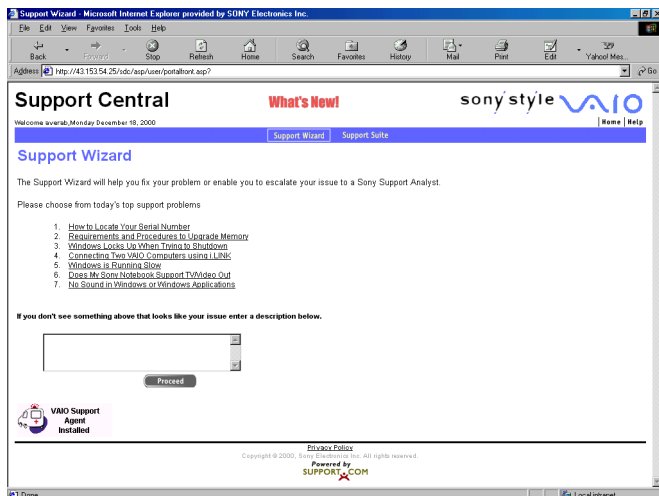 Support Wizard - Microsoft Internet Explorer provided by SONY Electronics Inc.
File Edit View Favorites Tools Help
Back Forward Stop Refresh Home Search Favorites History Mail Print Edit Yahoo! Mes...
Address http://43.153.54.25/sdc/asp/user/portalfront.asp? Go
Support Central What's New! sony style VAIO
Welcome averab,Monday December 18, 2000 | Home | Help
Support Wizard Support Suite
Support Wizard
The Support Wizard will help you fix your problem or enable you to escalate your issue to a Sony Support Analyst.
Please choose from today's top support problems
1. How to Locate Your Serial Number
2. Requirements and Procedures to Upgrade Memory
3. Windows Locks Up When Trying to Shutdown
4. Connecting Two VAIO Computers using i.LINK
5. Windows is Running Slow
6. Does My Sony Notebook Support TV/Video Out
7. No Sound in Windows or Windows Applications
If you don't see something above that looks like your issue enter a description below.
Proceed
VAIO Support
Agent
Installed
Privacy Policy
Copyright © 2000, Sony Electronics Inc. All rights reserved.
Powered by
SUPPORT.COM
Done Local intranet